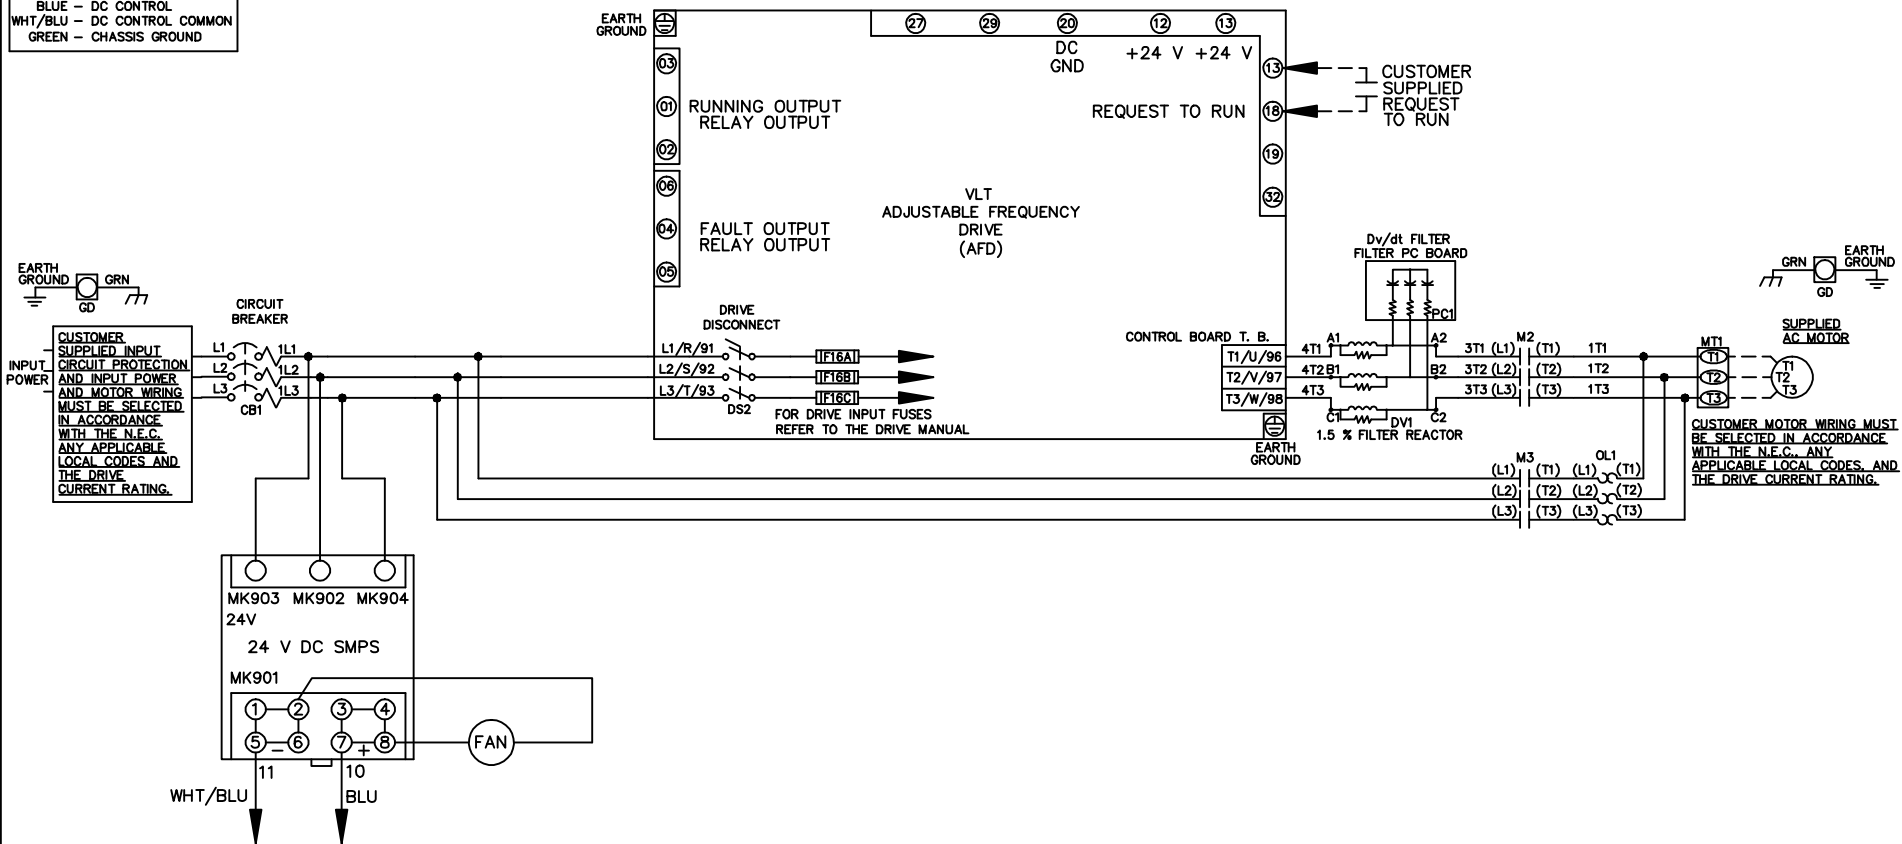 BLUE – DC CONTROL
WHT/BLU – DC CONTROL COMMON
GREEN – CHASSIS GROUND
EARTH
GROUND
27 29 20 12 13
DC
GND
+24 V +24 V
03
01
02
RUNNING OUTPUT
RELAY OUTPUT
06
04
05
FAULT OUTPUT
RELAY OUTPUT
13
18
19
32
REQUEST TO RUN
CUSTOMER
SUPPLIED
REQUEST
TO RUN
VLT
ADJUSTABLE FREQUENCY
DRIVE
(AFD)
EARTH
GROUND
GRN
GD
CIRCUIT
BREAKER
INPUT
POWER
CUSTOMER
SUPPLIED INPUT
CIRCUIT PROTECTION
AND INPUT POWER
AND MOTOR WIRING
MUST BE SELECTED
IN ACCORDANCE
WITH THE N.E.C.
ANY APPLICABLE
LOCAL CODES AND
THE DRIVE
CURRENT RATING.
L1 1L1
L2 1L2
L3 1L3
CB1
DRIVE
DISCONNECT
L1/R/91 F16A
L2/S/92 F16B
L3/T/93 F16C
DS2
FOR DRIVE INPUT FUSES
REFER TO THE DRIVE MANUAL
CONTROL BOARD T. B.
T1/U/96
T2/V/97
T3/W/98
EARTH
GROUND
Dv/dt FILTER
FILTER PC BOARD
PC1
4T1 A1 A2
4T2 B1 B2
4T3 C1 C2
DV1
1.5 % FILTER REACTOR
M2
3T1 (L1) (T1) 1T1
3T2 (L2) (T2) 1T2
3T3 (L3) (T3) 1T3
GRN
EARTH
GROUND
GD
SUPPLIED
AC MOTOR
MT1
T1
T2
T3
T1
T2
T3
CUSTOMER MOTOR WIRING MUST
BE SELECTED IN ACCORDANCE
WITH THE N.E.C., ANY
APPLICABLE LOCAL CODES, AND
THE DRIVE CURRENT RATING.
M3 OL1
(L1) (T1) (L1) (T1)
(L2) (T2) (L2) (T2)
(L3) (T3) (L3) (T3)
MK903 MK902 MK904
24V
24 V DC SMPS
MK901
1 2 3 4
5 – 6 7 + 8
FAN
11 10
WHT/BLU BLU